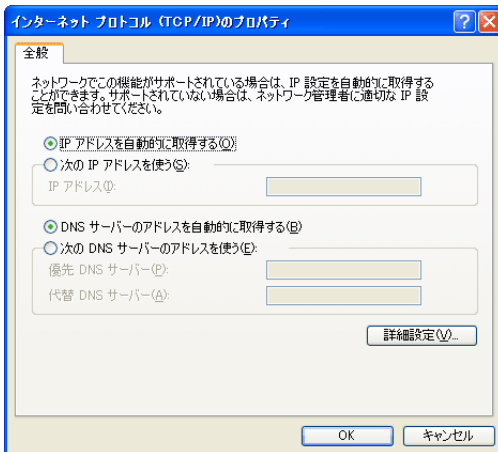 インターネット プロトコル (TCP/IP)のプロパティ
全般
ネットワークでこの機能がサポートされている場合は、IP 設定を自動的に取得する
ことができます。サポートされていない場合は、ネットワーク管理者に適切な IP 設
定を問い合わせてください。
IP アドレスを自動的に取得する(O)
次の IP アドレスを使う(S):
IP アドレス(I):
DNS サーバーのアドレスを自動的に取得する(B)
次の DNS サーバーのアドレスを使う(E):
優先 DNS サーバー(P):
代替 DNS サーバー(A):
詳細設定(V)...
OK
キャンセル